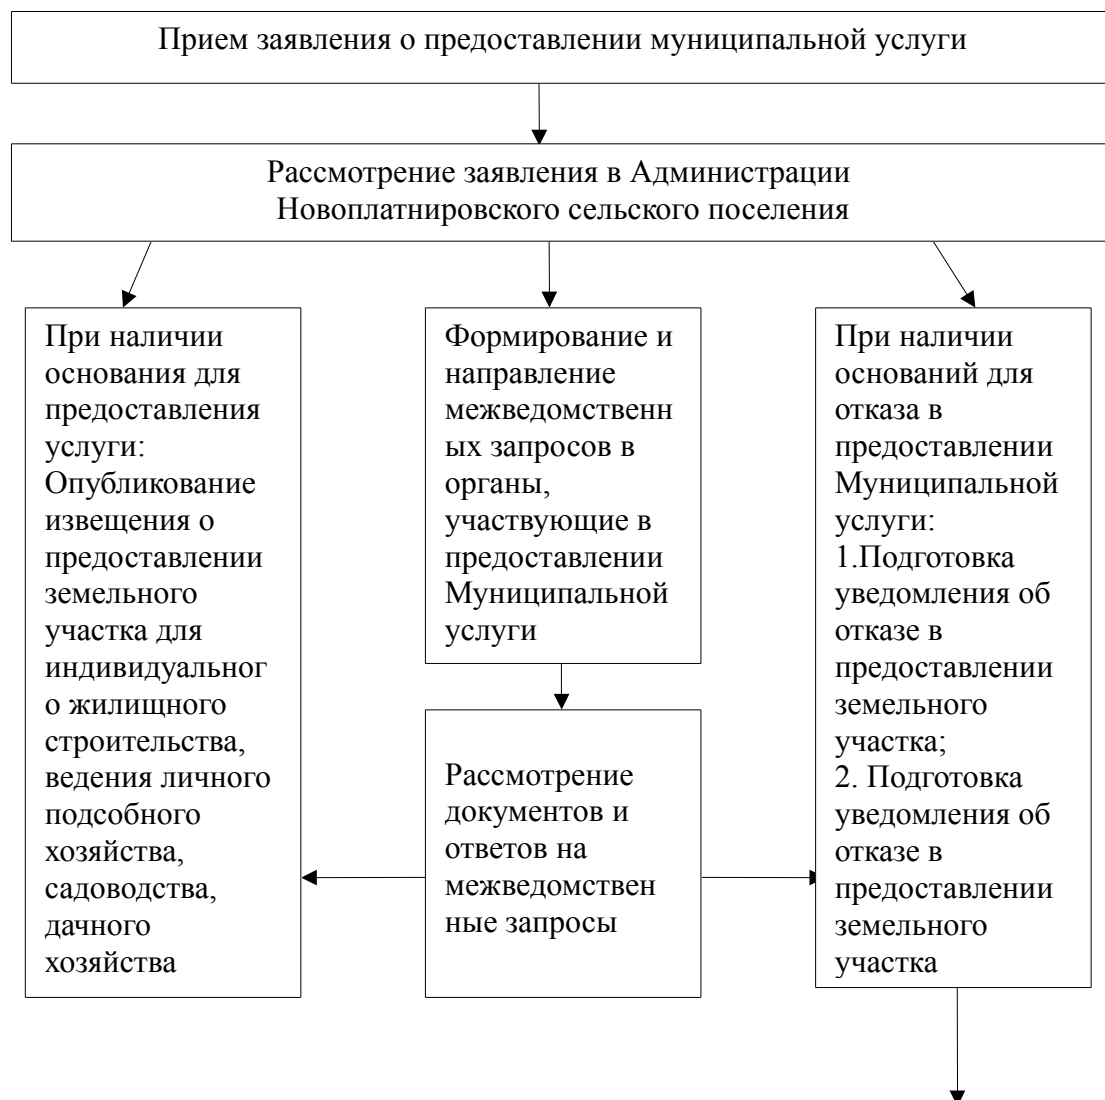 Прием заявления о предоставлении муниципальной услуги
Рассмотрение заявления в Администрации
Новоплатнировского сельского поселения
При наличии
основания для
предоставления
услуги:
Опубликование
извещения о
предоставлении
земельного
участка для
индивидуальног
о жилищного
строительства,
ведения личного
подсобного
хозяйства,
садоводства,
дачного
хозяйства
Формирование и
направление
межведомственн
ых запросов в
органы,
участвующие в
предоставлении
Муниципальной
услуги
Рассмотрение
документов и
ответов на
межведомствен
ные запросы
При наличии
оснований для
отказа в
предоставлении
Муниципальной
услуги:
1.Подготовка
уведомления об
отказе в
предоставлении
земельного
участка;
2. Подготовка
уведомления об
отказе в
предоставлении
земельного
участка